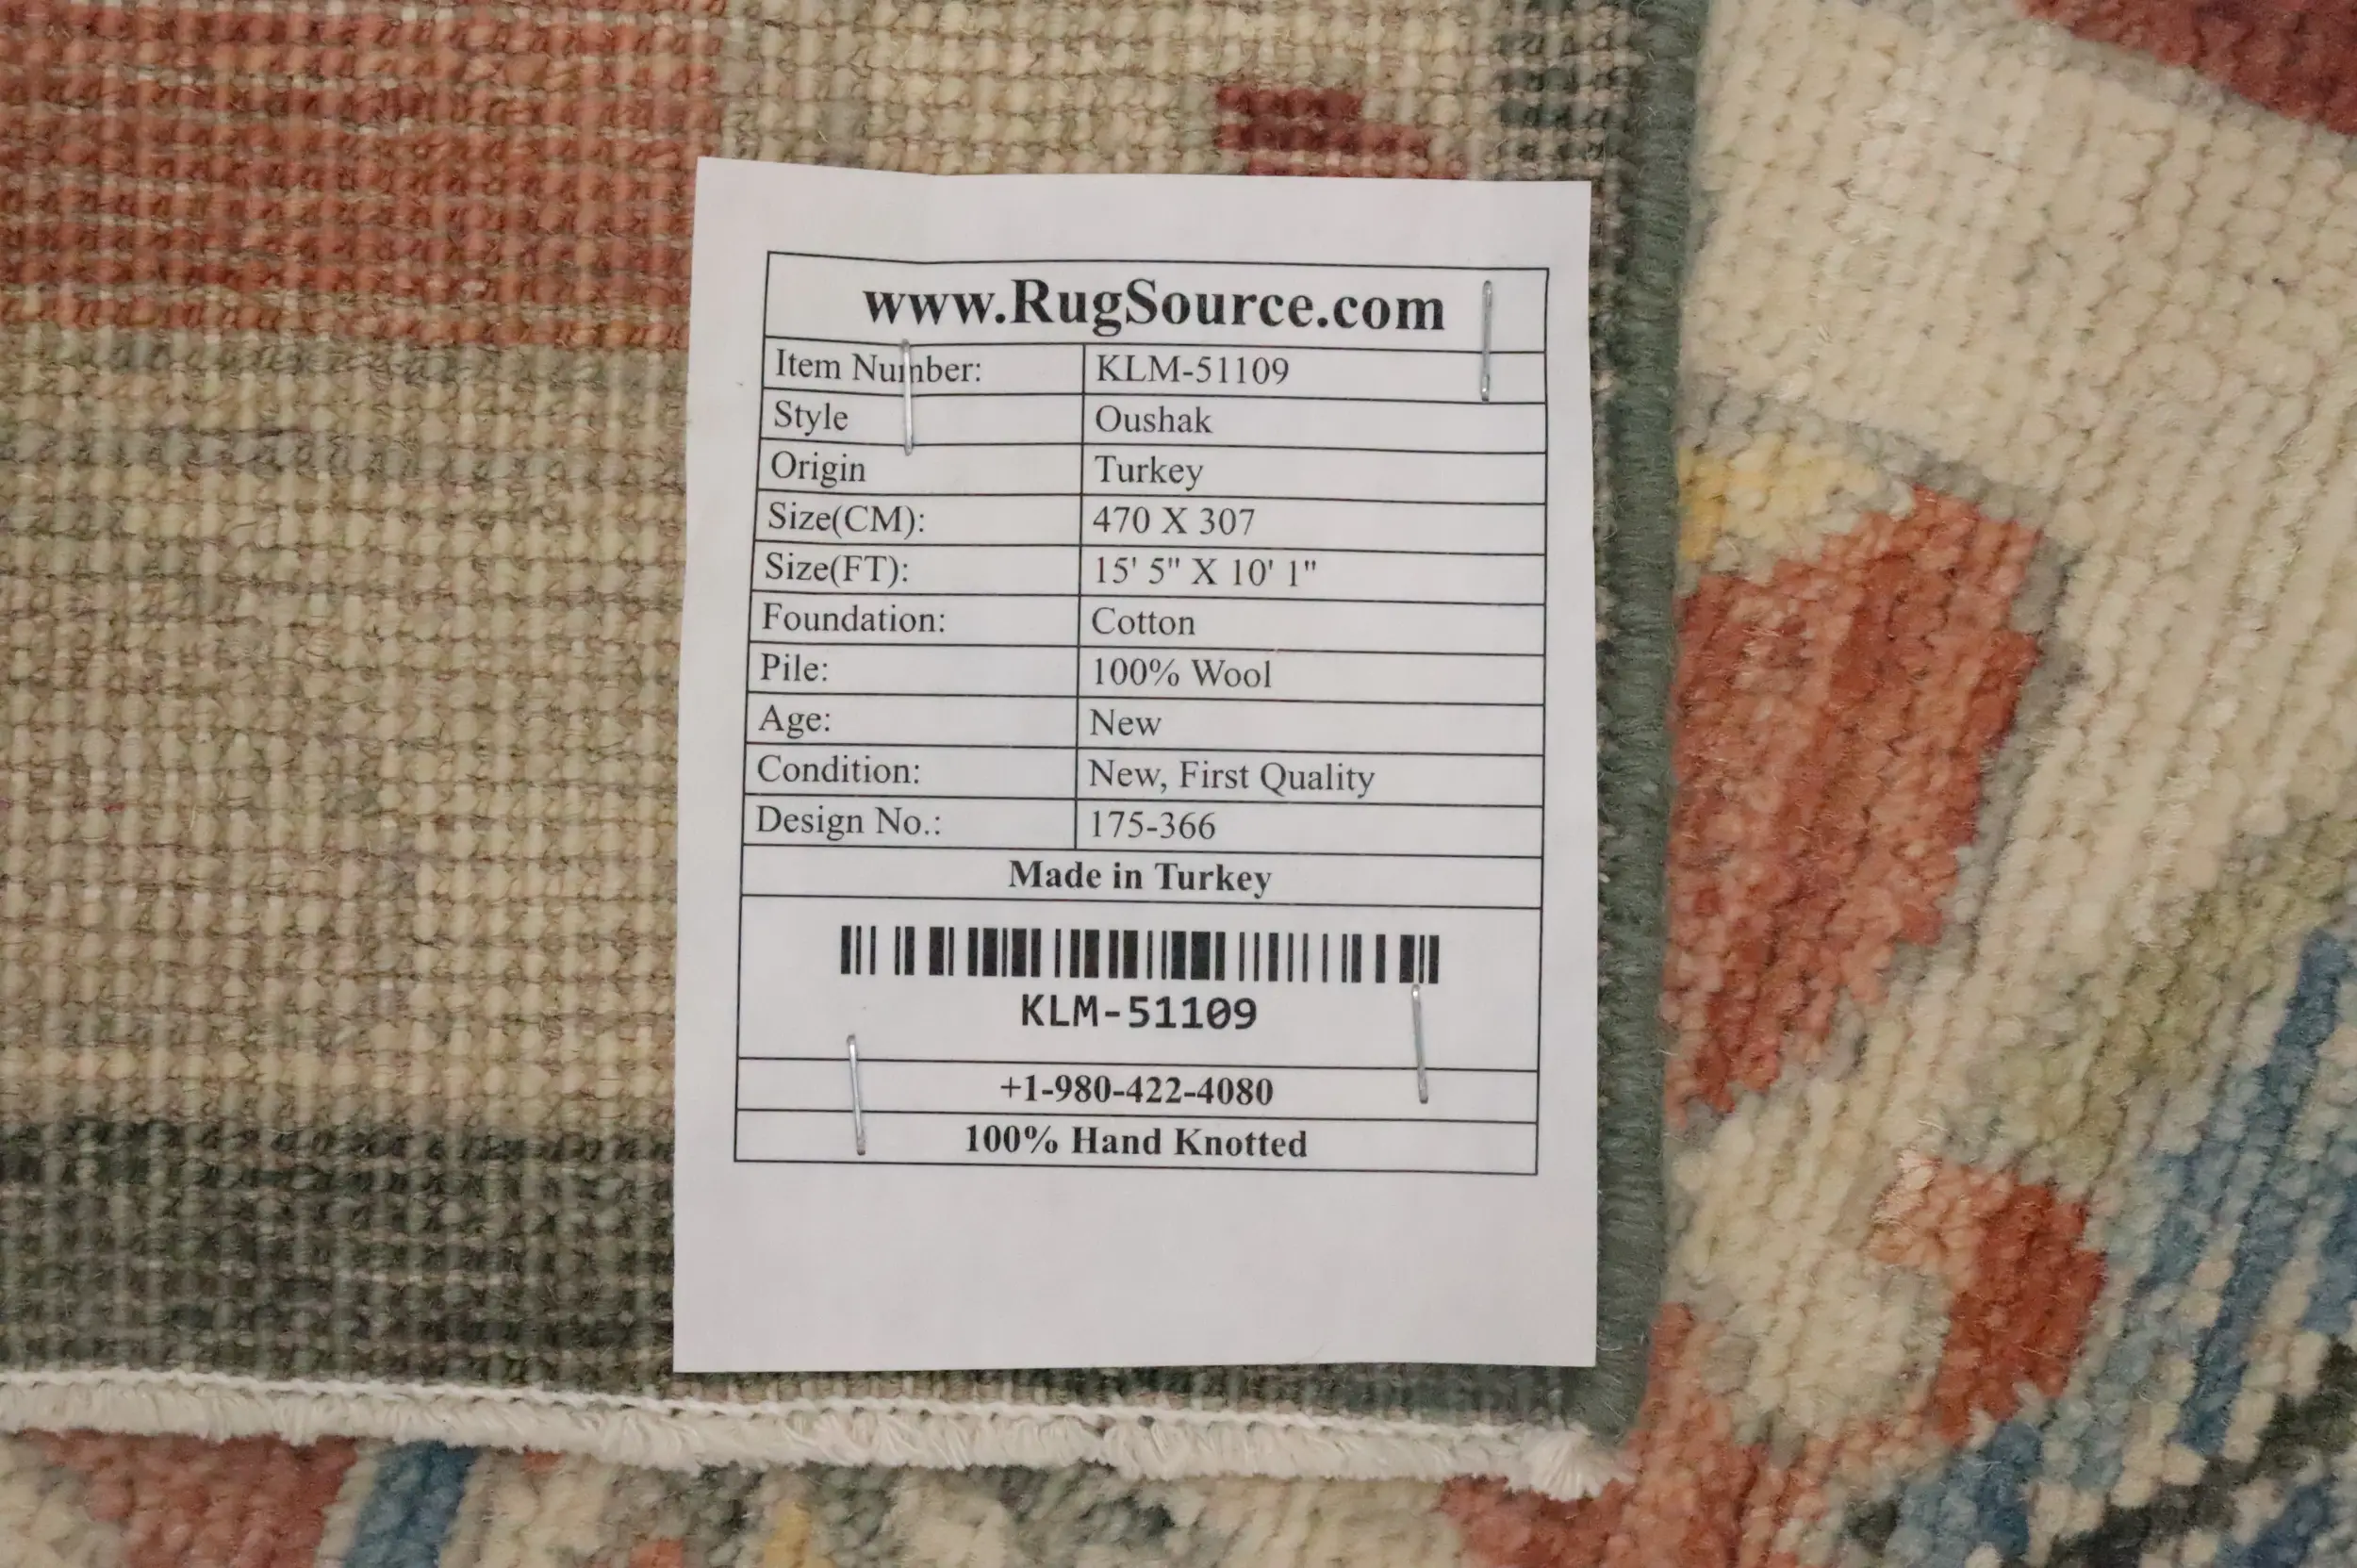 www.RugSource.com
Item Number: KLM-51109
Style Oushak
Origin Turkey
Size(CM): 470 X 307
Size(FT): 15' 5" X 10' 1"
Foundation: Cotton
Pile: 100% Wool
Age: New
Condition: New, First Quality
Design No.: 175-366
Made in Turkey
KLM-51109
+1-980-422-4080
100% Hand Knotted